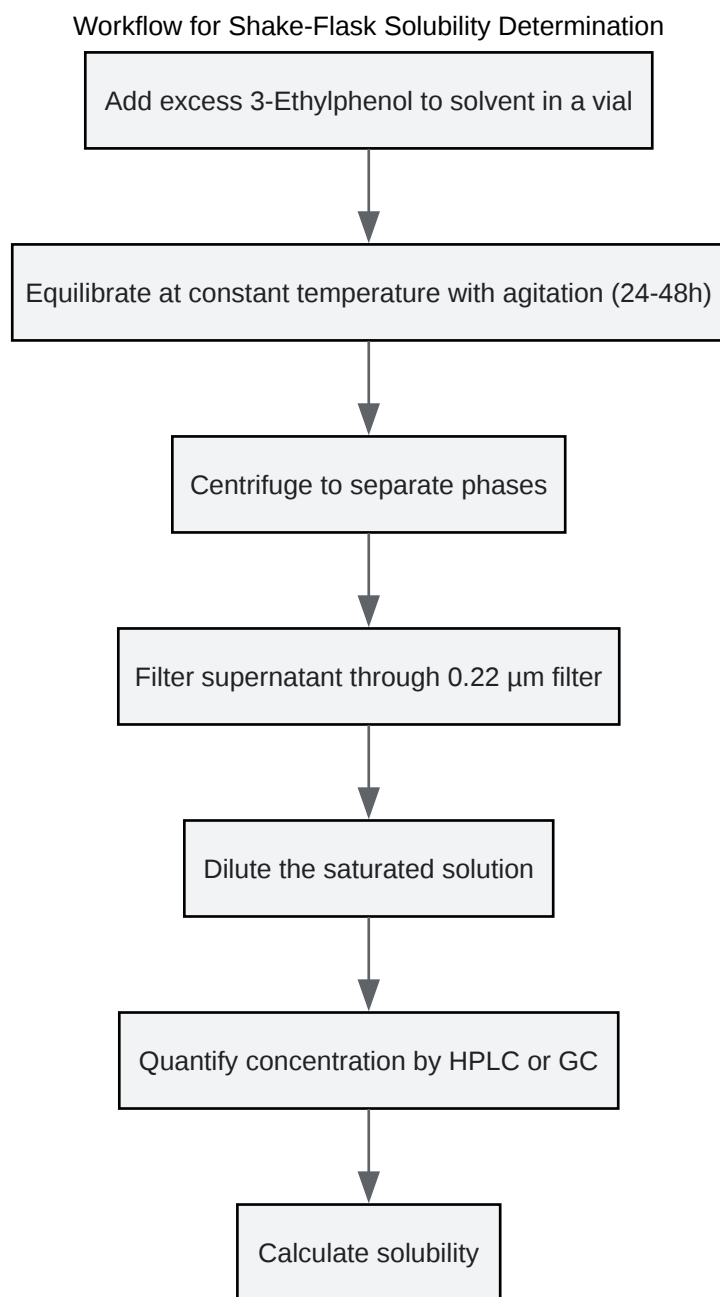 Workflow for Shake-Flask Solubility Determination
Add excess 3-Ethylphenol to solvent in a vial
Equilibrate at constant temperature with agitation (24-48h)
Centrifuge to separate phases
Filter supernatant through 0.22 µm filter
Dilute the saturated solution
Quantify concentration by HPLC or GC
Calculate solubility